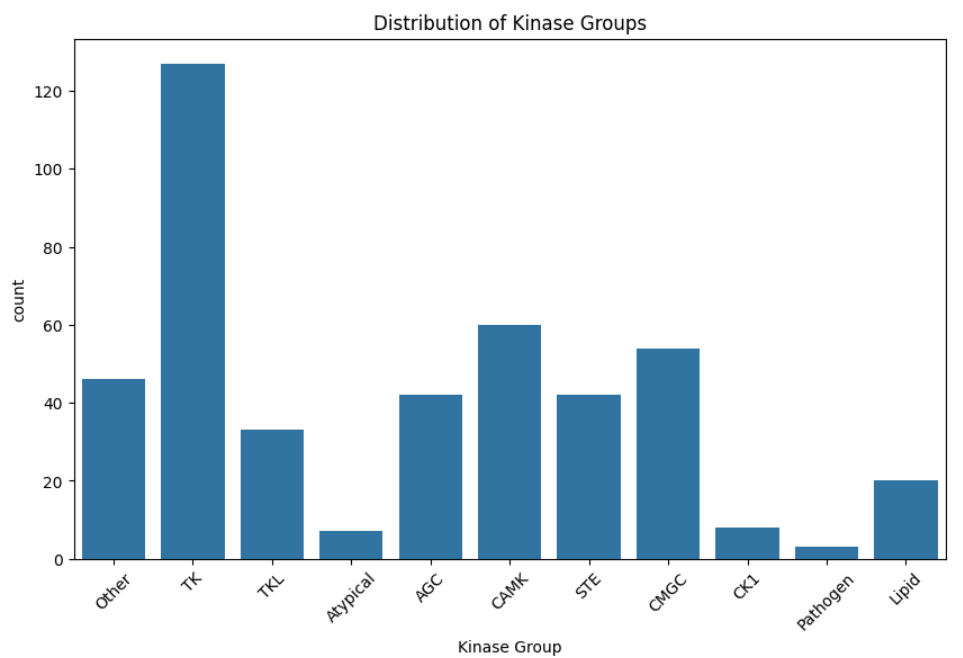 Distribution of Kinase Groups
count
120
100
80
60
40
20
0
Other
TK
TKL
Atypical
AGC
CAMK
STE
CMGC
CK1
Pathogen
Lipid
Kinase Group